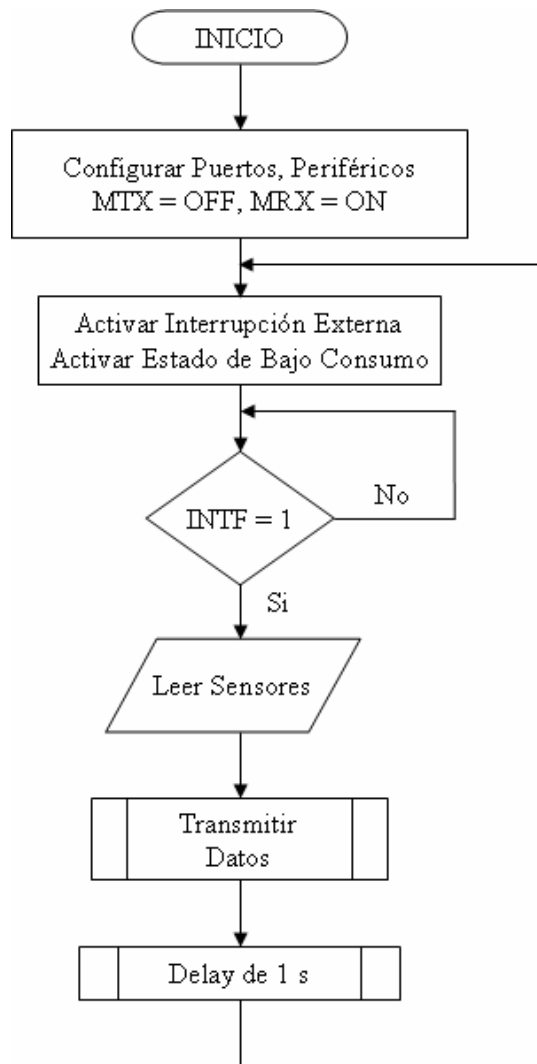 INICIO
Configurar Puertos, Periféricos
MTX = OFF, MRX = ON
Activar Interrupción Externa
Activar Estado de Bajo Consumo
INTF = 1
No
Si
Leer Sensores
Transmitir
Datos
Delay de 1 s